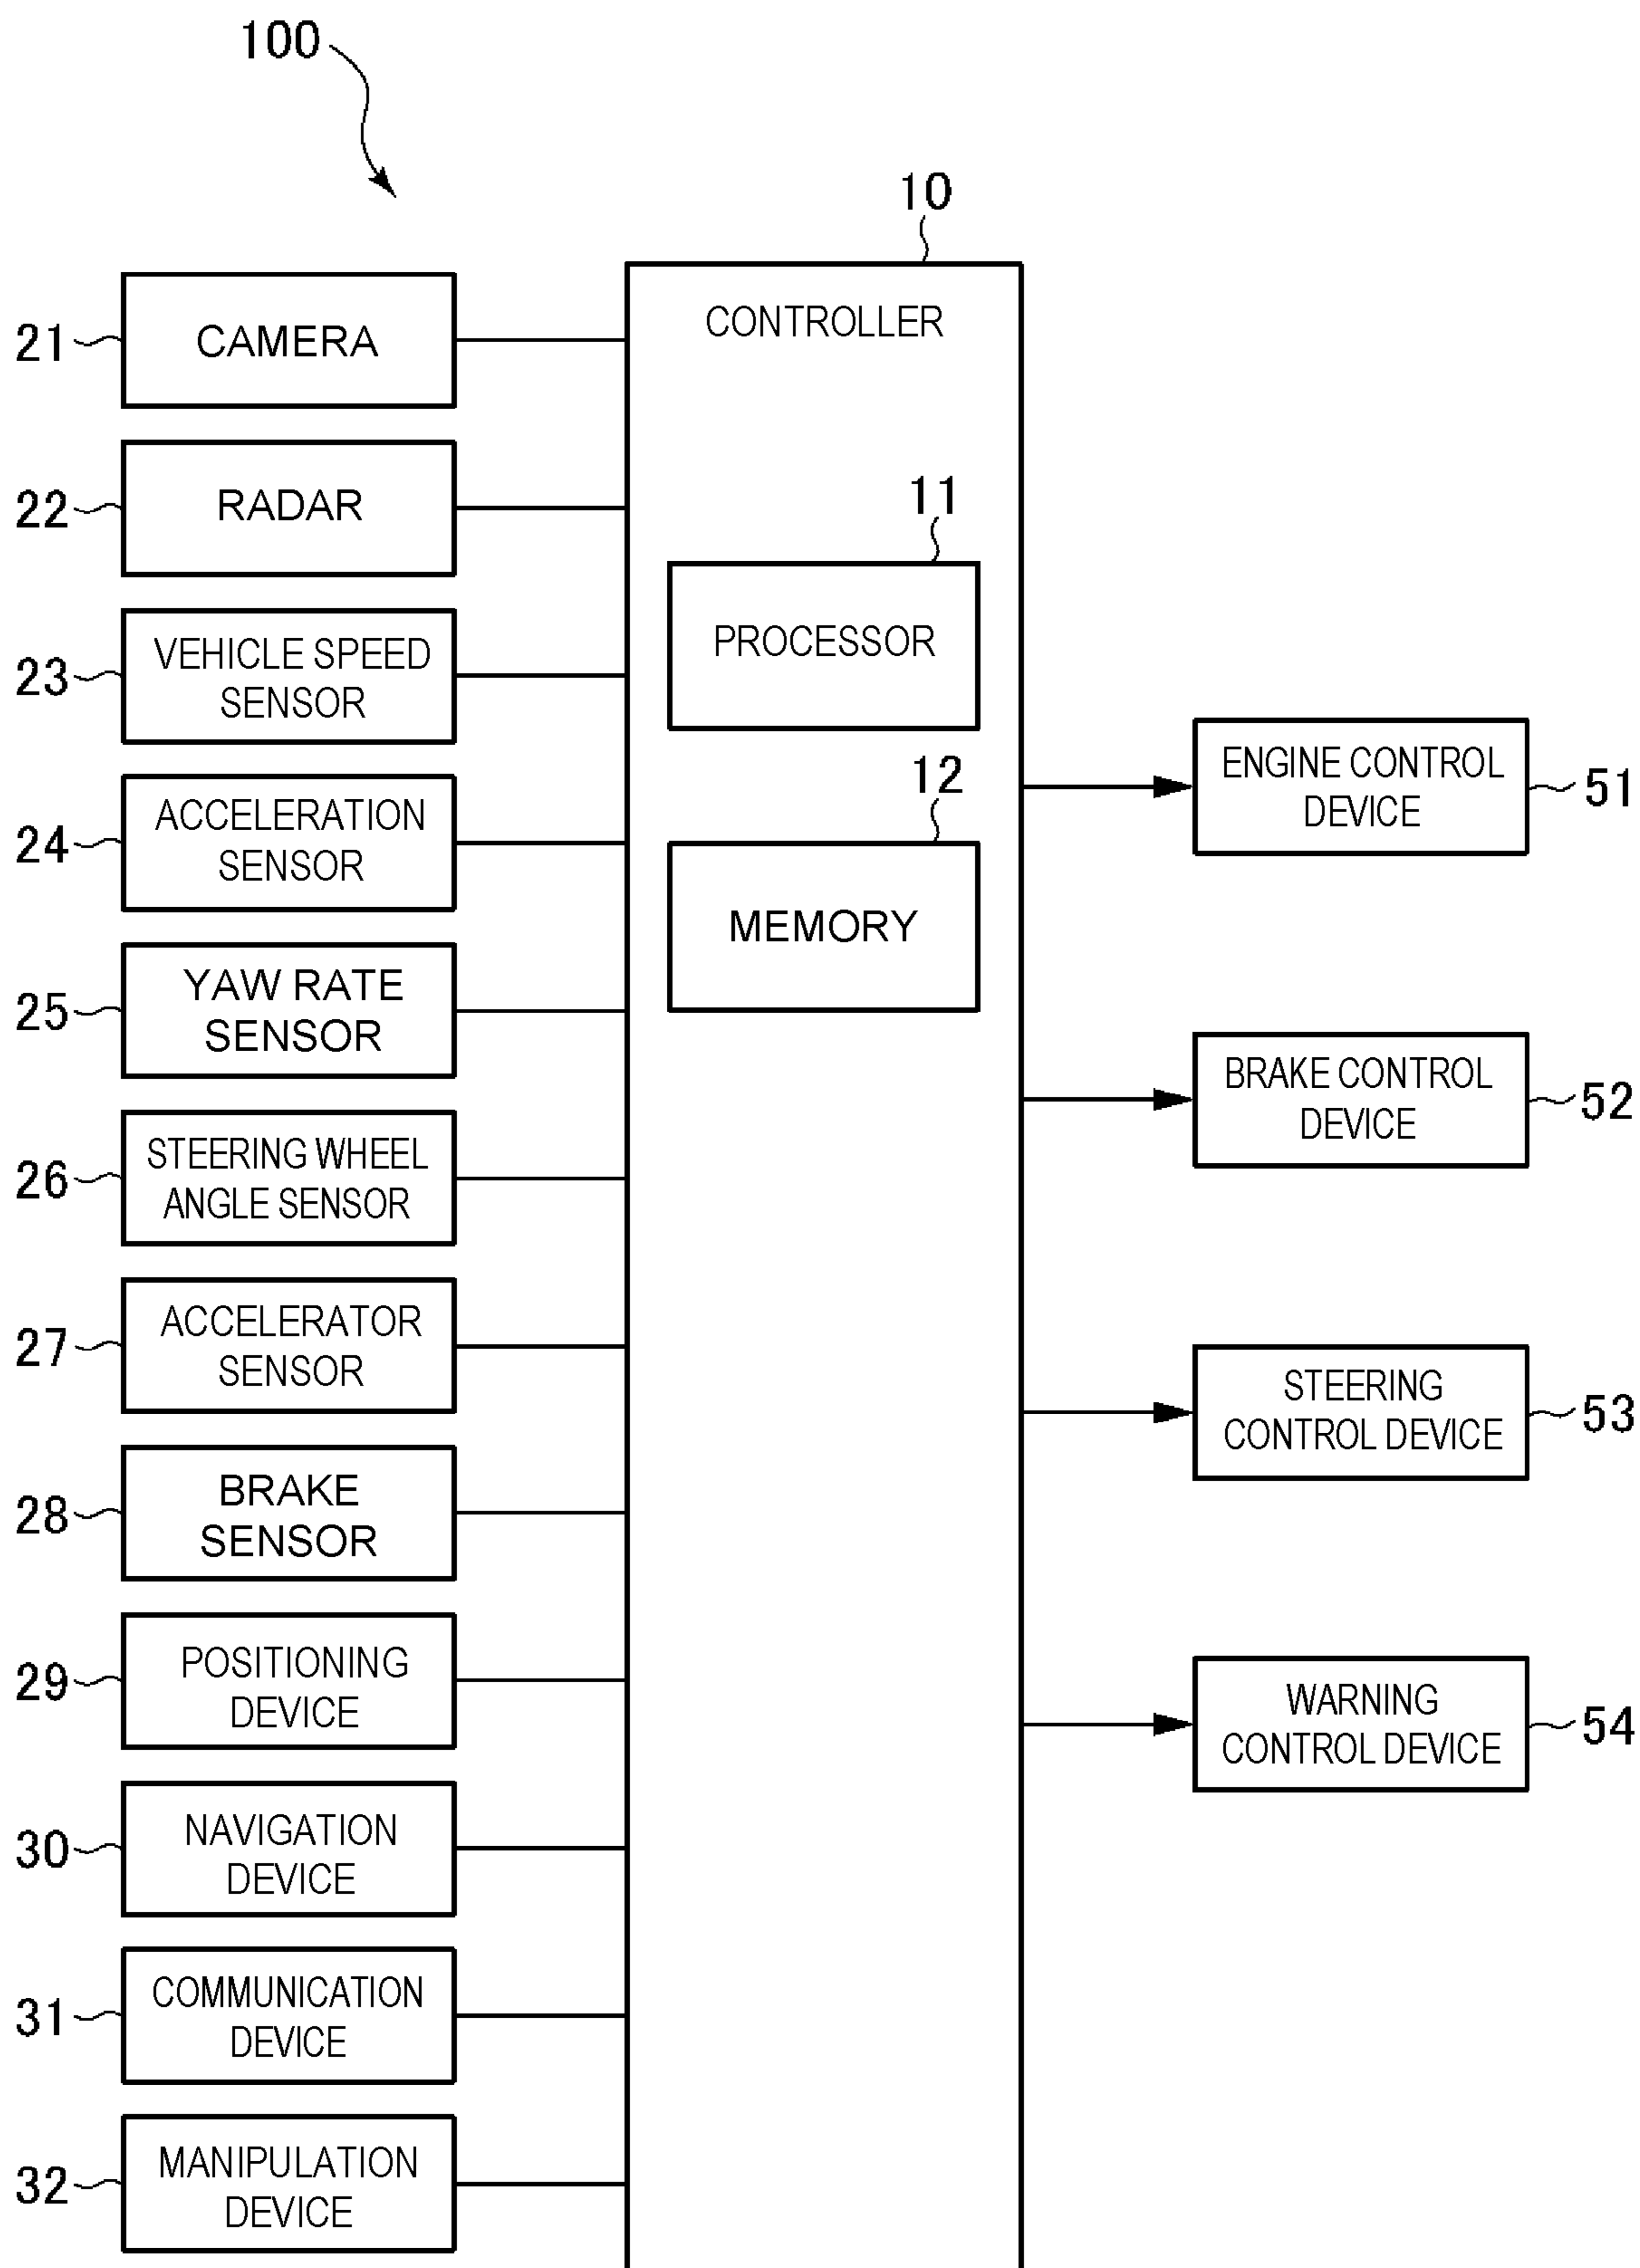 100
10
CONTROLLER
21
CAMERA
22
RADAR
11
PROCESSOR
23
VEHICLE SPEED
SENSOR
12
MEMORY
24
ACCELERATION
SENSOR
25
YAW RATE
SENSOR
26
STEERING WHEEL
ANGLE SENSOR
27
ACCELERATOR
SENSOR
28
BRAKE
SENSOR
29
POSITIONING
DEVICE
30
NAVIGATION
DEVICE
31
COMMUNICATION
DEVICE
32
MANIPULATION
DEVICE
ENGINE CONTROL
DEVICE
51
BRAKE CONTROL
DEVICE
52
STEERING
CONTROL DEVICE
53
WARNING
CONTROL DEVICE
54